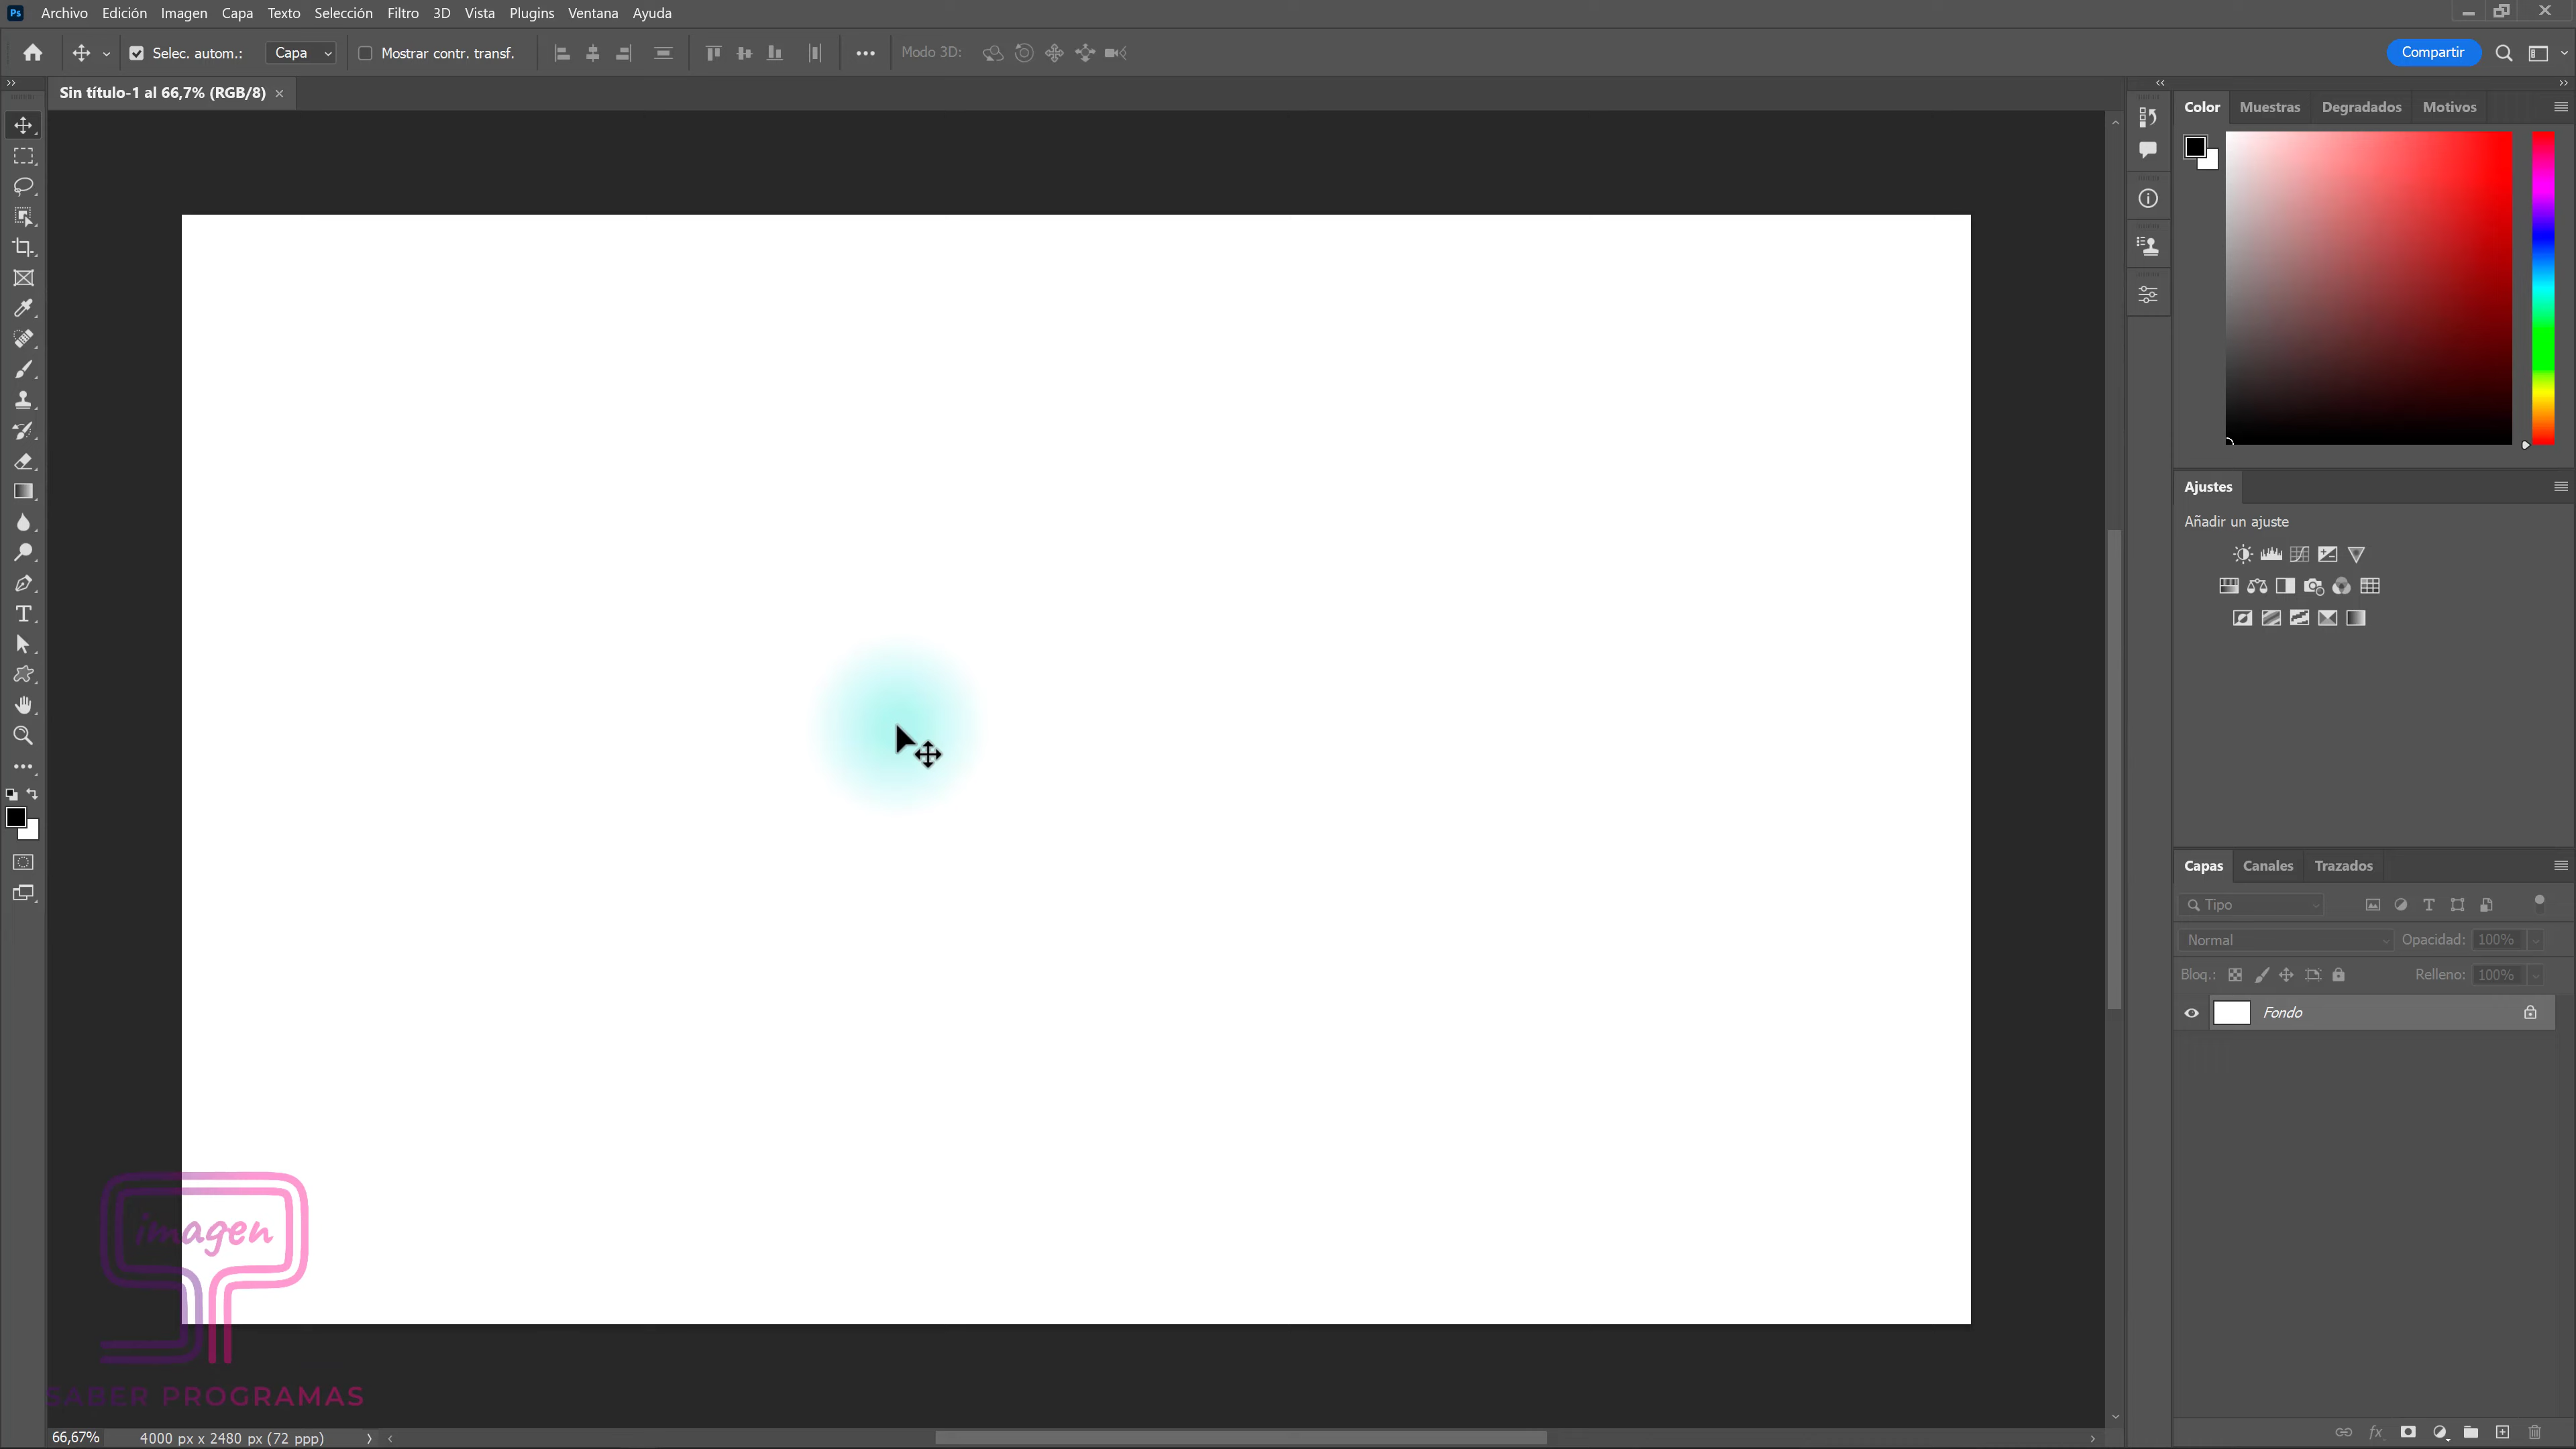 Ps Archivo Edición Imagen Capa Texto Selección Filtro 3D Vista Plugins Ventana Ayuda
Selec. autom.: Capa Mostrar contr. transf. Modo 3D: Compartir
Sin título-1 al 66,7% (RGB/8)
Color Muestras Degradados Motivos
Ajustes
Añadir un ajuste
Capas Canales Trazados
Tipo
Normal Opacidad: 100%
Bloq.: Relleno: 100%
Fondo
imagen
SABER PROGRAMAS
66,67% 4000 px x 2480 px (72 ppp)
fx